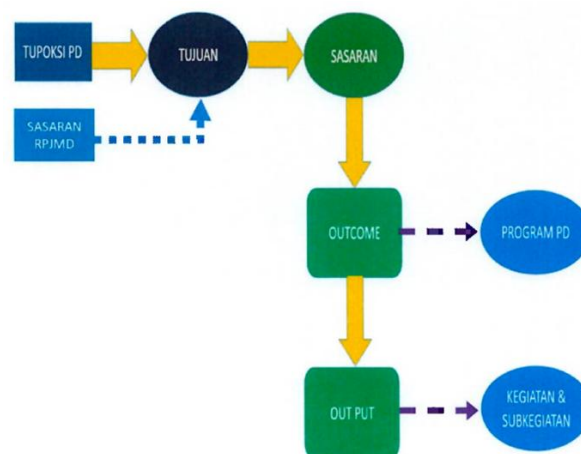 TUPOKSI PD
TUJUAN
SASARAN
SASARAN
RPJMD
OUTCOME
PROGRAM PD
OUT PUT
KEGIATAN &
SUBKEGIATAN